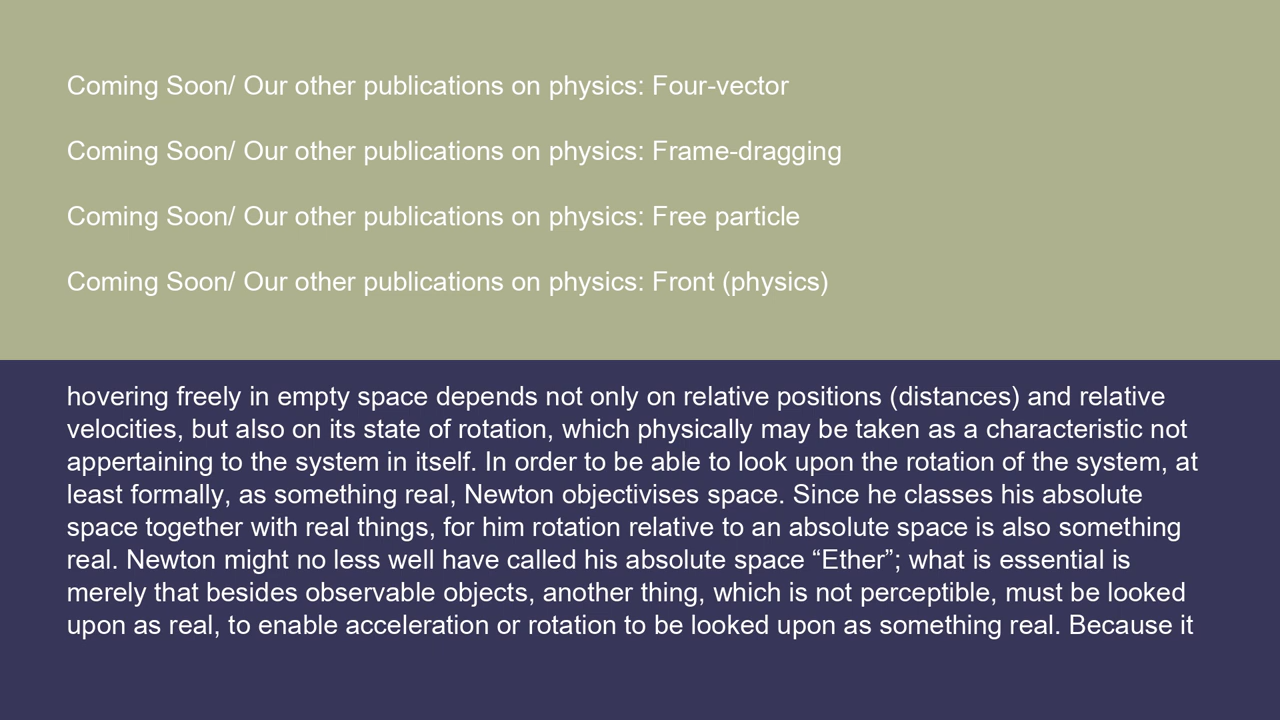 Coming Soon/ Our other publications on physics: Four-vector
Coming Soon/ Our other publications on physics: Frame-dragging
Coming Soon/ Our other publications on physics: Free particle
Coming Soon/ Our other publications on physics: Front (physics)
hovering freely in empty space depends not only on relative positions (distances) and relative
velocities, but also on its state of rotation, which physically may be taken as a characteristic not
appertaining to the system in itself. In order to be able to look upon the rotation of the system, at
least formally, as something real, Newton objectivises space. Since he classes his absolute
space together with real things, for him rotation relative to an absolute space is also something
real. Newton might no less well have called his absolute space “Ether”; what is essential is
merely that besides observable objects, another thing, which is not perceptible, must be looked
upon as real, to enable acceleration or rotation to be looked upon as something real. Because it